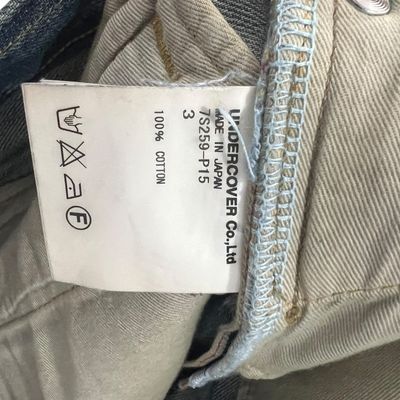 UNDERCOVER Co.,Ltd
MADE IN JAPAN
7S259-P15
3
100% COTTON
F